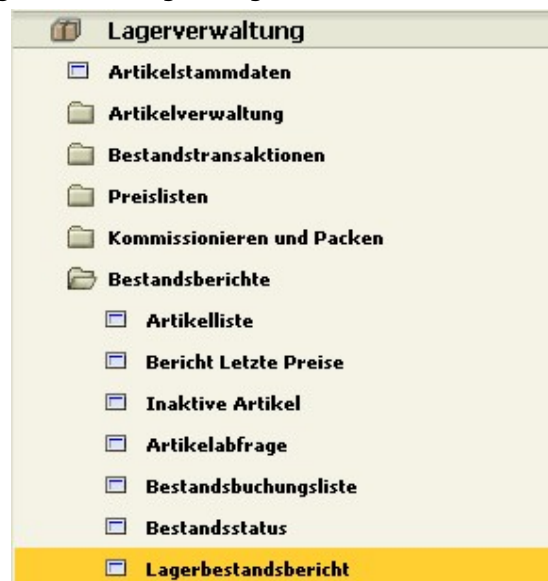 Lagerverwaltung
Artikelstammdaten
Artikelverwaltung
Bestandstransaktionen
Preislisten
Kommissionieren und Packen
Bestandsberichte
Artikelliste
Bericht Letzte Preise
Inaktive Artikel
Artikelabfrage
Bestandsbuchungsliste
Bestandsstatus
Lagerbestandsbericht